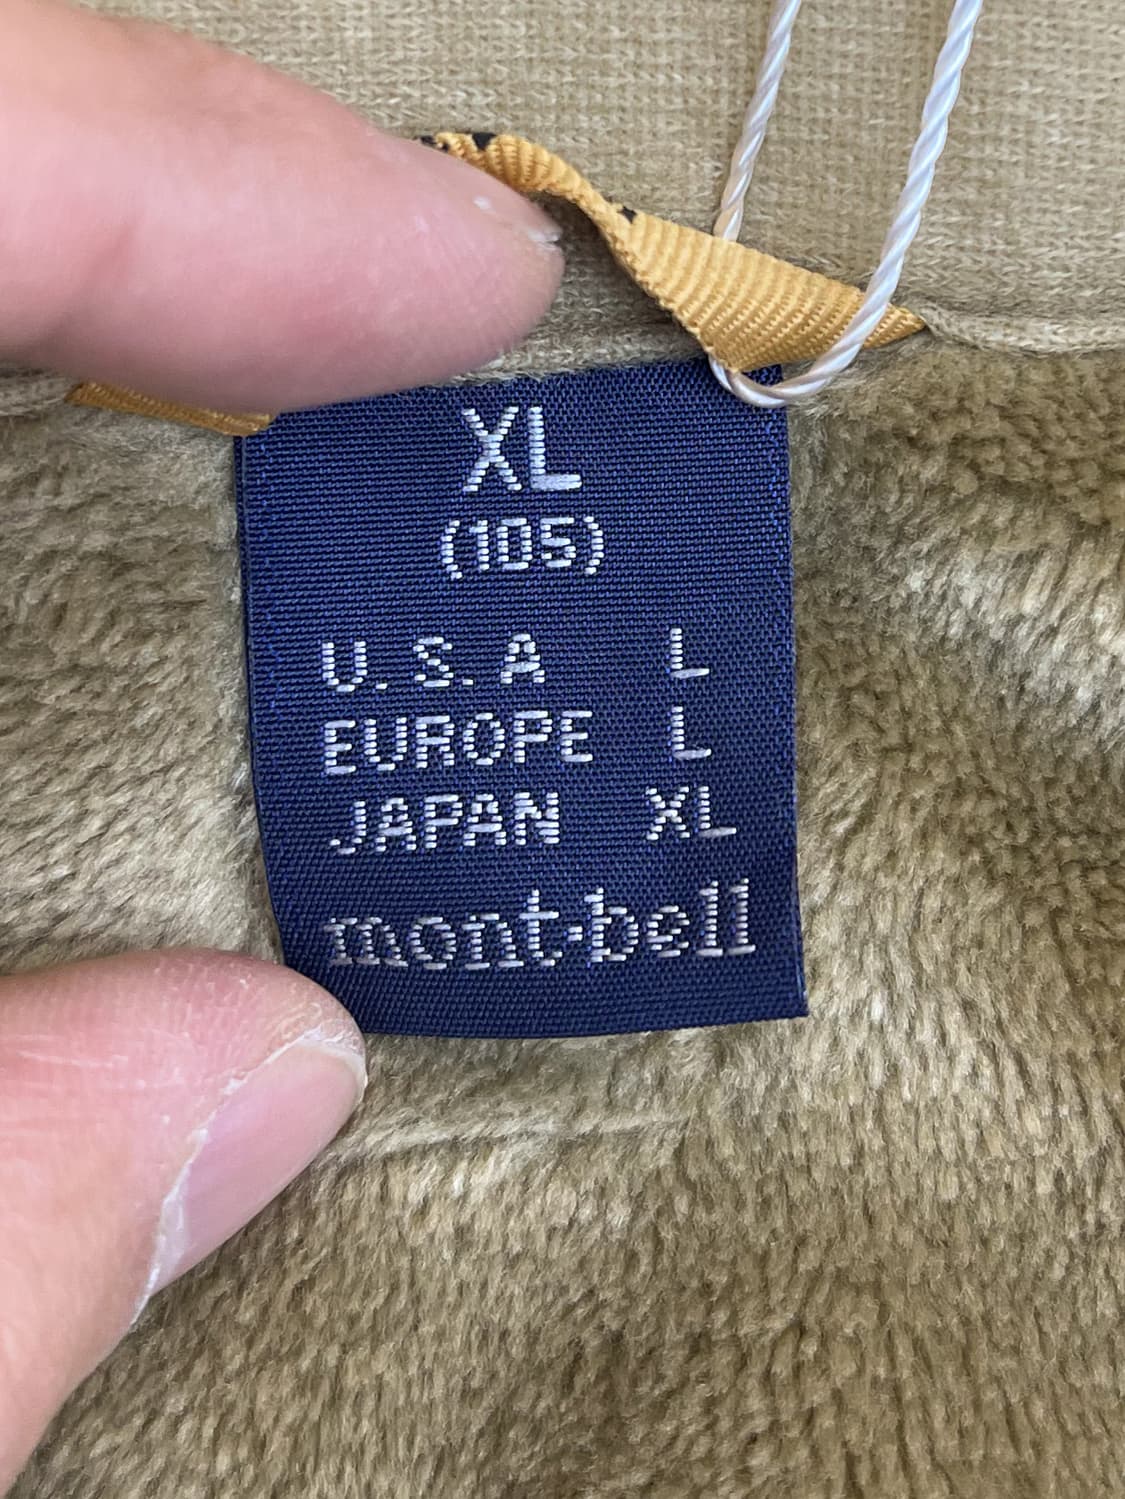 XL
(105)
U.S.A L
EUROPE L
JAPAN XL
mont-bell